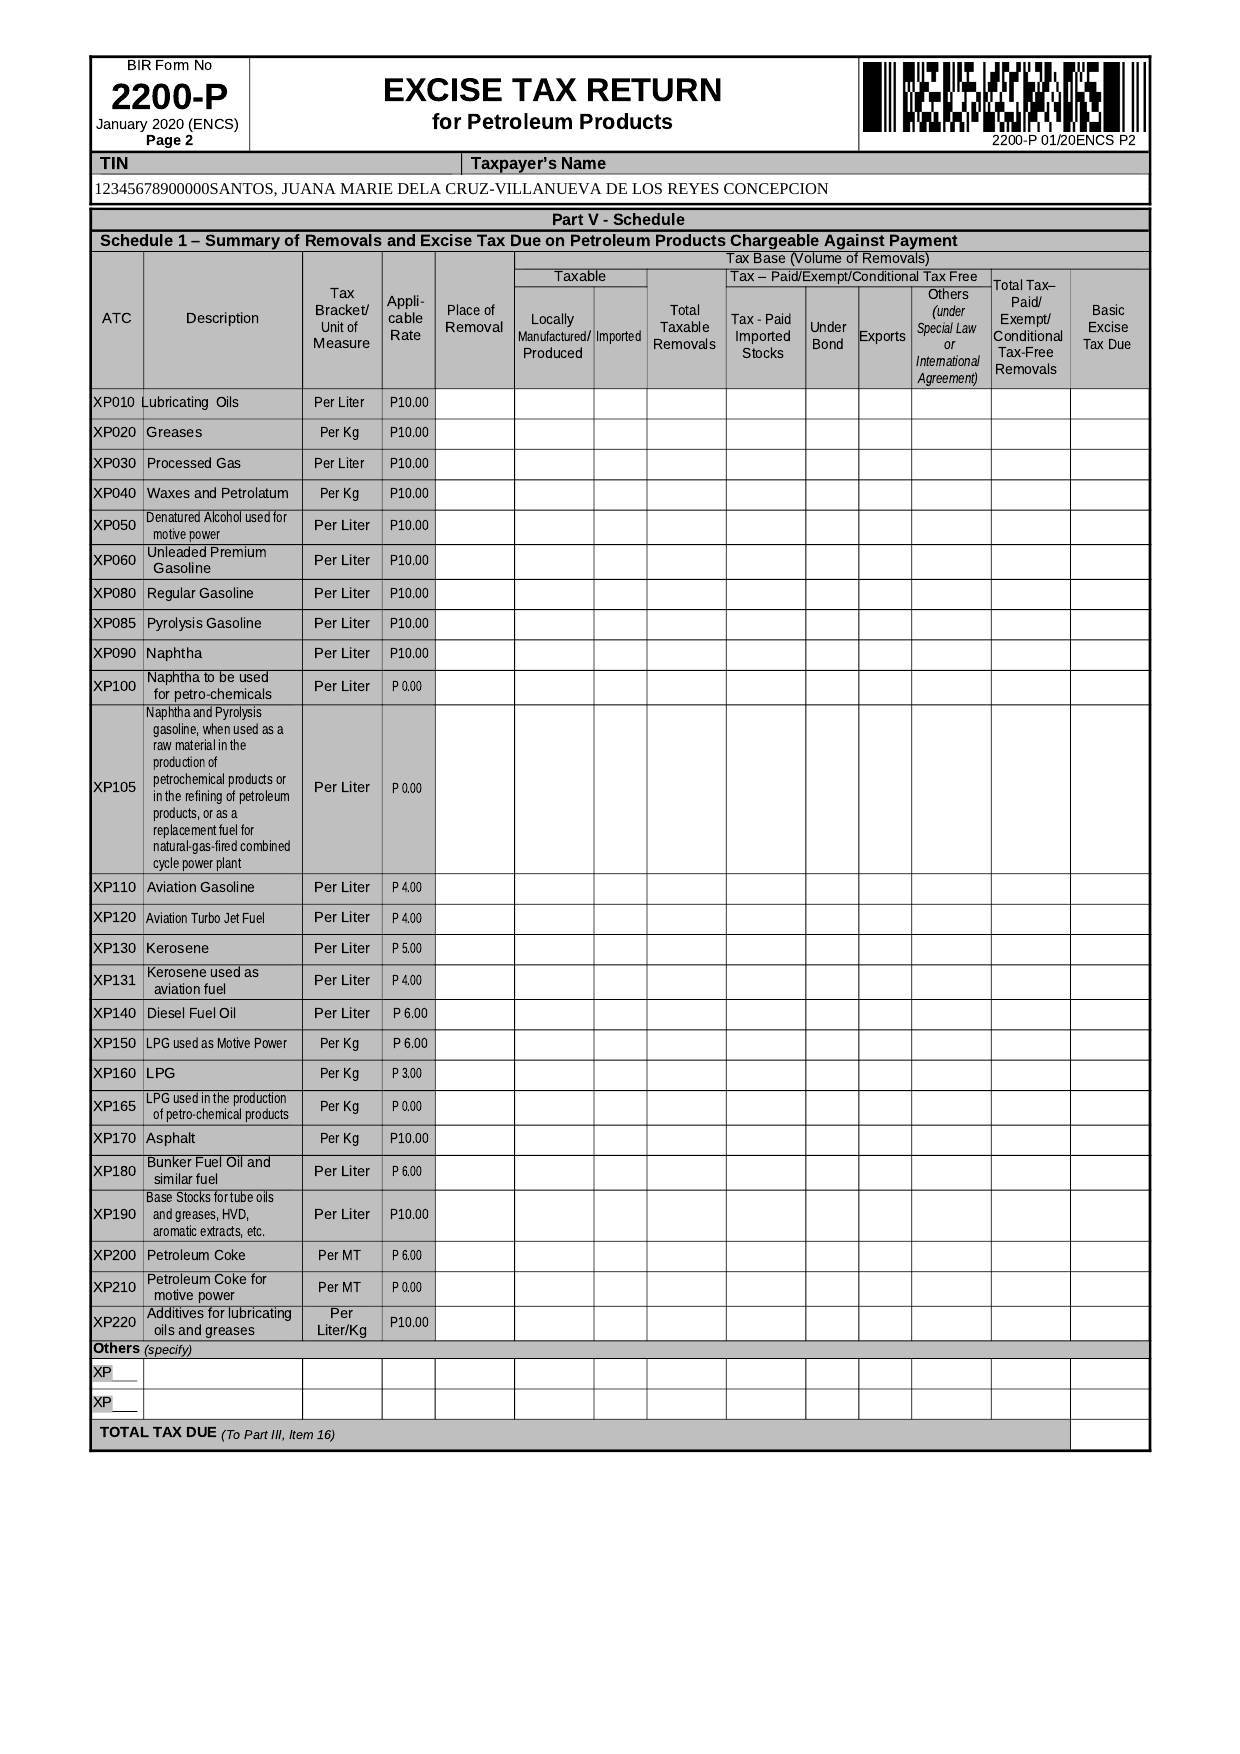 BIR Form No
2200-P
January 2020 (ENCS)
Page 2
EXCISE TAX RETURN
for Petroleum Products
2200-P 01/20ENCS P2
TIN Taxpayer's Name
12345678900000SANTOS, JUANA MARIE DELA CRUZ-VILLANUEVA DE LOS REYES CONCEPCION
Part V - Schedule
Schedule 1 – Summary of Removals and Excise Tax Due on Petroleum Products Chargeable Against Payment
ATC
Description
Tax
Bracket/
Unit of
Measure
Appli-
cable
Rate
Place of
Removal
Tax Base (Volume of Removals)
Taxable
Locally
Manufactured/
Produced
Imported
Total
Taxable
Removals
Tax – Paid/Exempt/Conditional Tax Free
Tax - Paid
Imported
Stocks
Under
Bond
Exports
Others
(under
Special Law
or
International
Agreement)
Total Tax–
Paid/
Exempt/
Conditional
Tax-Free
Removals
Basic
Excise
Tax Due
XP010 Lubricating Oils Per Liter P10.00
XP020 Greases Per Kg P10.00
XP030 Processed Gas Per Liter P10.00
XP040 Waxes and Petrolatum Per Kg P10.00
XP050 Denatured Alcohol used for
motive power Per Liter P10.00
XP060 Unleaded Premium
Gasoline Per Liter P10.00
XP080 Regular Gasoline Per Liter P10.00
XP085 Pyrolysis Gasoline Per Liter P10.00
XP090 Naphtha Per Liter P10.00
XP100 Naphtha to be used
for petro-chemicals Per Liter P 0.00
XP105 Naphtha and Pyrolysis
gasoline, when used as a
raw material in the
production of
petrochemical products or
in the refining of petroleum
products, or as a
replacement fuel for
natural-gas-fired combined
cycle power plant Per Liter P 0.00
XP110 Aviation Gasoline Per Liter P 4.00
XP120 Aviation Turbo Jet Fuel Per Liter P 4.00
XP130 Kerosene Per Liter P 5.00
XP131 Kerosene used as
aviation fuel Per Liter P 4.00
XP140 Diesel Fuel Oil Per Liter P 6.00
XP150 LPG used as Motive Power Per Kg P 6.00
XP160 LPG Per Kg P 3.00
XP165 LPG used in the production
of petro-chemical products Per Kg P 0.00
XP170 Asphalt Per Kg P10.00
XP180 Bunker Fuel Oil and
similar fuel Per Liter P 6.00
XP190 Base Stocks for tube oils
and greases, HVD,
aromatic extracts, etc. Per Liter P10.00
XP200 Petroleum Coke Per MT P 6.00
XP210 Petroleum Coke for
motive power Per MT P 0.00
XP220 Additives for lubricating
oils and greases Per
Liter/Kg P10.00
Others (specify)
XP___
XP___
TOTAL TAX DUE (To Part III, Item 16)